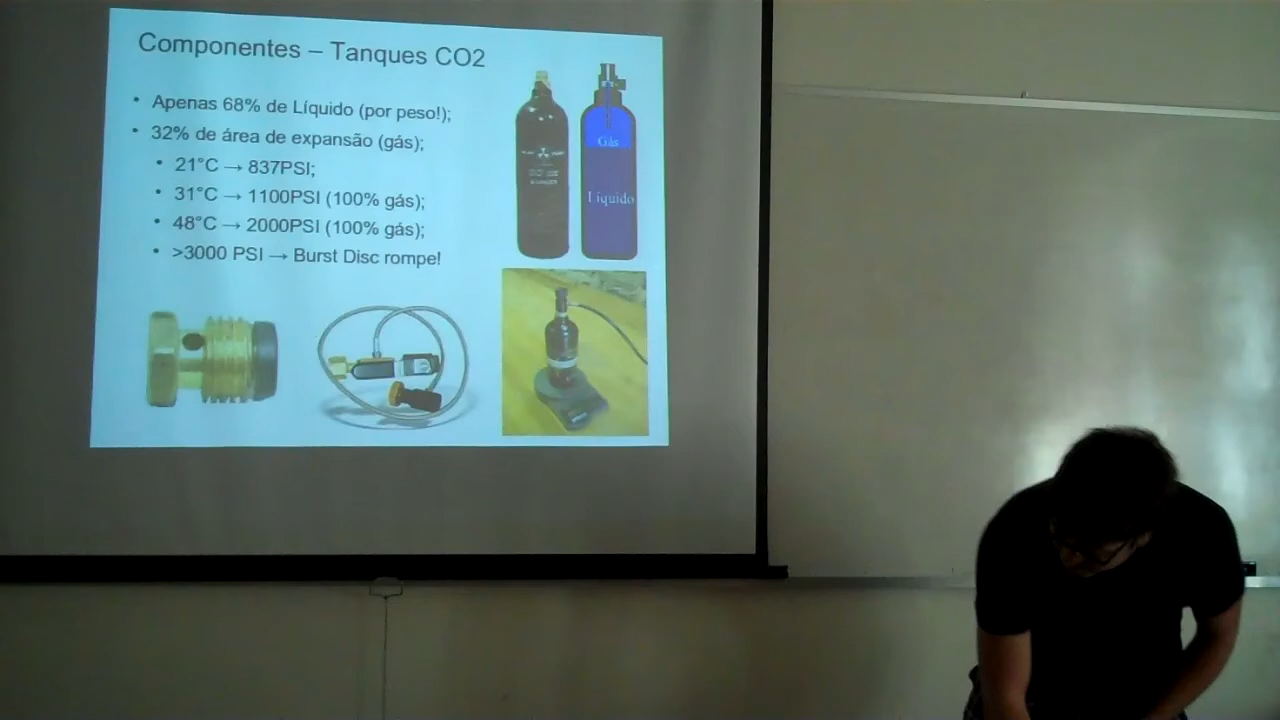 Componentes – Tanques CO2
• Apenas 68% de Líquido (por peso!);
• 32% de área de expansão (gás);
• 21°C → 837PSI;
• 31°C → 1100PSI (100% gás);
• 48°C → 2000PSI (100% gás);
• >3000 PSI → Burst Disc rompe!
Gás
Líquido